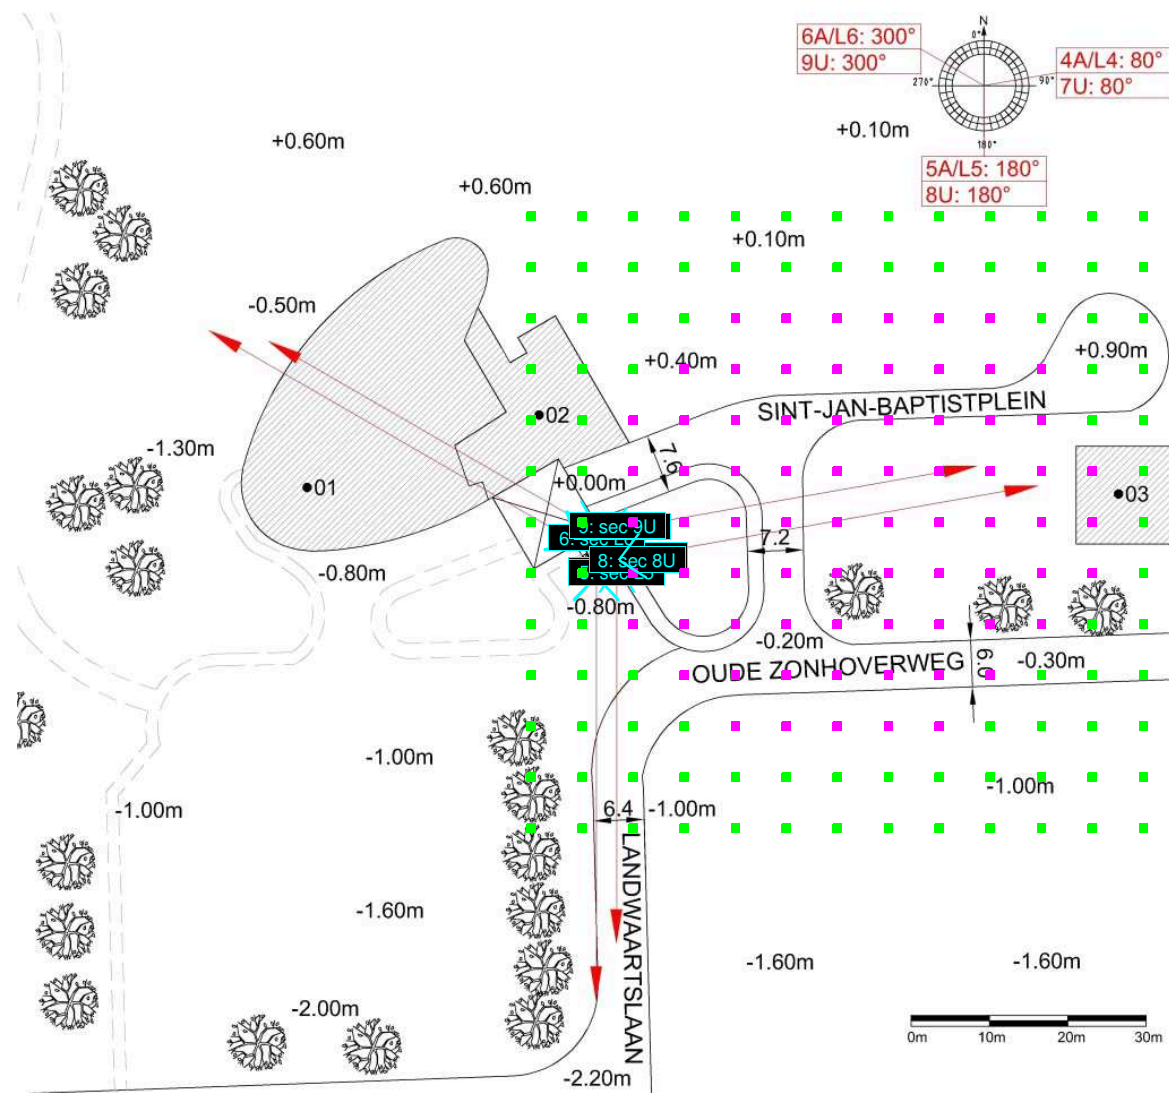 6A/L6: 300°
9U: 300°
N
0°
4A/L4: 80°
7U: 80°
270°
90°
180°
5A/L5: 180°
8U: 180°
+0.10m
+0.60m
+0.60m
+0.10m
-0.50m
+0.90m
+0.40m
SINT-JAN-BAPTISTPLEIN
02
-1.30m
7.6
01
+0.00m
03
9: sec 9U
7.2
8: sec 8U
-0.80m
-0.80m
-0.20m
OUDE ZONHOVERWEG
6.0
-0.30m
-1.00m
-1.00m
-1.00m
6.4
-1.00m
LANDWAARTSLAAN
-1.60m
-1.60m
-1.60m
-2.00m
0m
10m
20m
30m
-2.20m